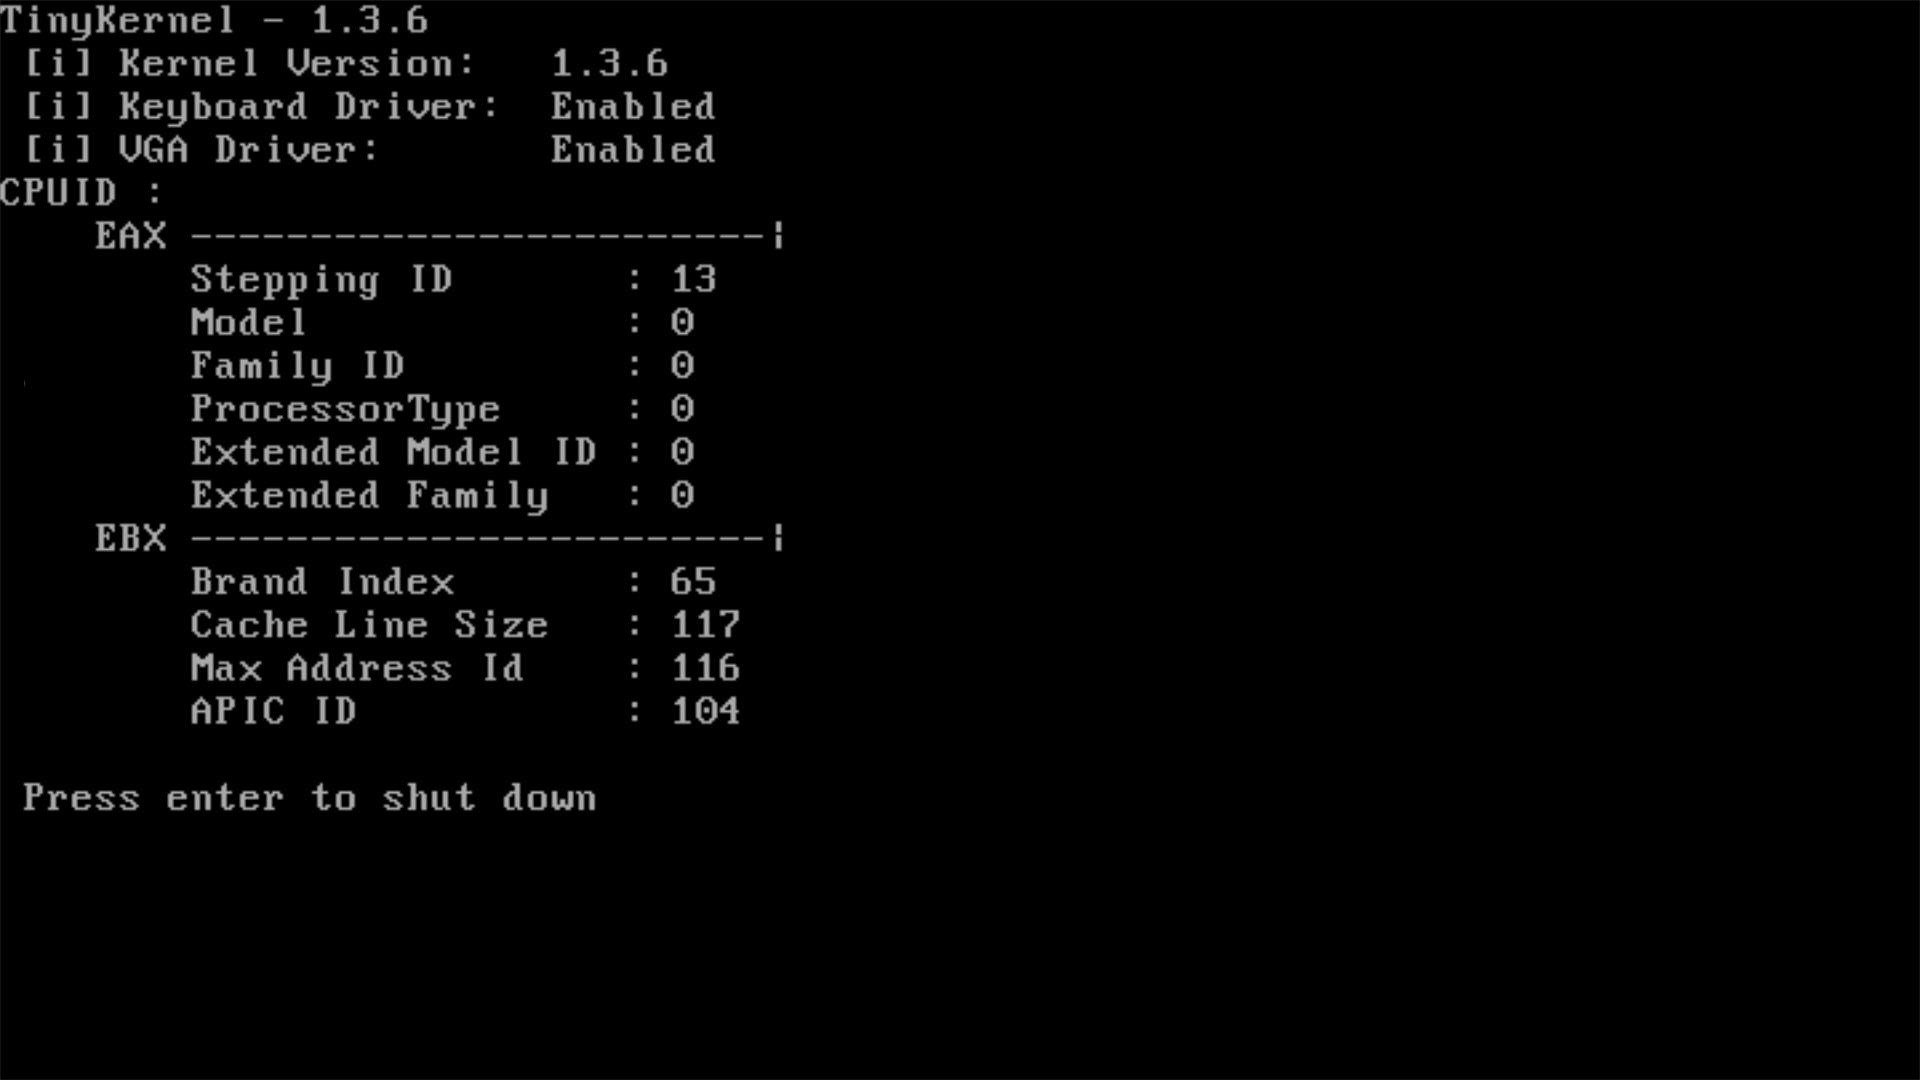 TinyKernel - 1.3.6
[i] Kernel Version: 1.3.6
[i] Keyboard Driver: Enabled
[i] VGA Driver: Enabled
CPUID :
EAX ------------------------¦
Stepping ID : 13
Model : 0
Family ID : 0
ProcessorType : 0
Extended Model ID : 0
Extended Family : 0
EBX ------------------------¦
Brand Index : 65
Cache Line Size : 117
Max Address Id : 116
APIC ID : 104
Press enter to shut down